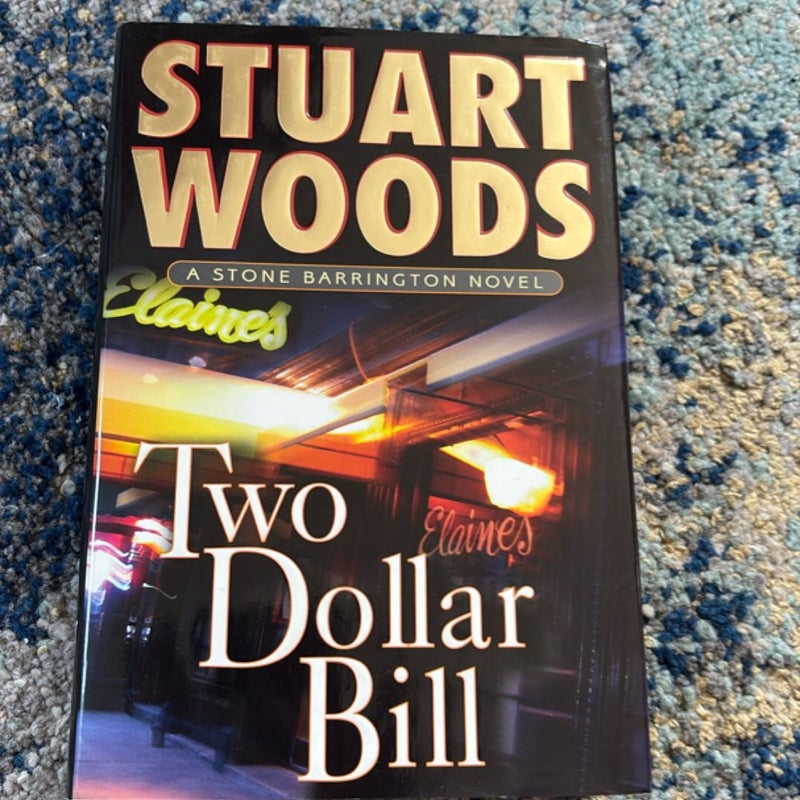 STUART
WOODS
A STONE BARRINGTON NOVEL
Elaine's
Two
Elaine's
Dollar
Bill